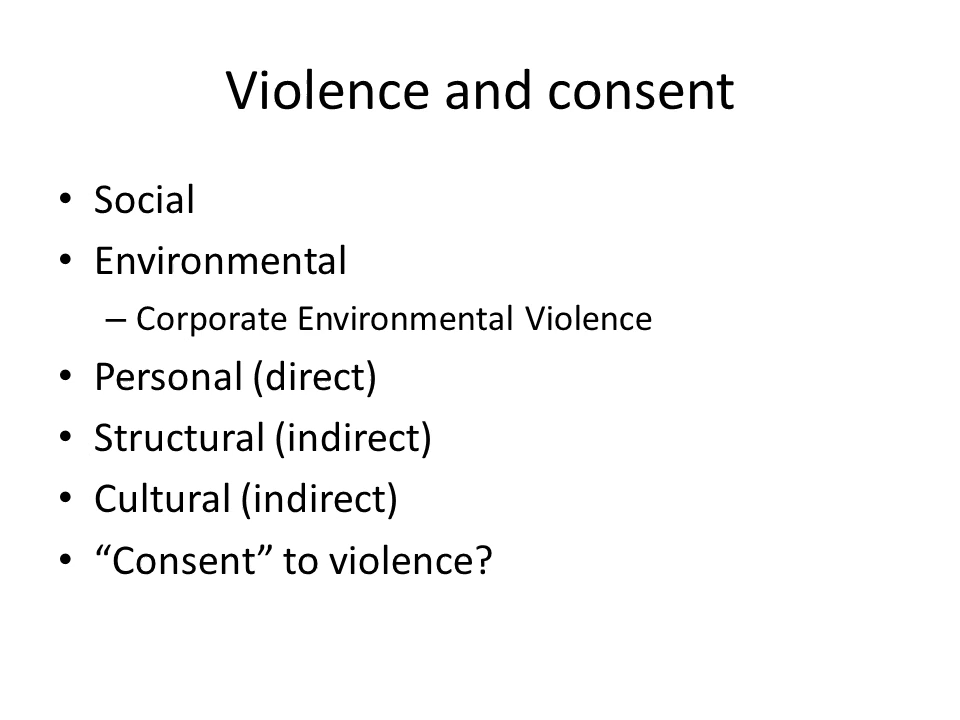 Violence and consent
• Social
• Environmental
– Corporate Environmental Violence
• Personal (direct)
• Structural (indirect)
• Cultural (indirect)
• “Consent” to violence?